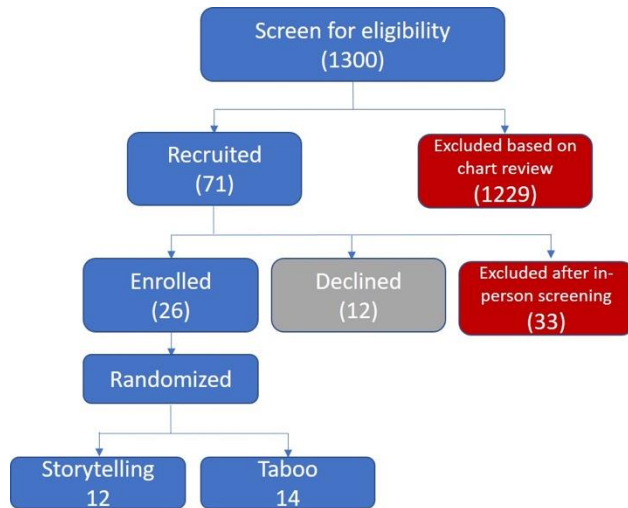 Screen for eligibility
(1300)
Recruited
(71)
Excluded based on
chart review
(1229)
Enrolled
(26)
Declined
(12)
Excluded after in-
person screening
(33)
Randomized
Storytelling
12
Taboo
14